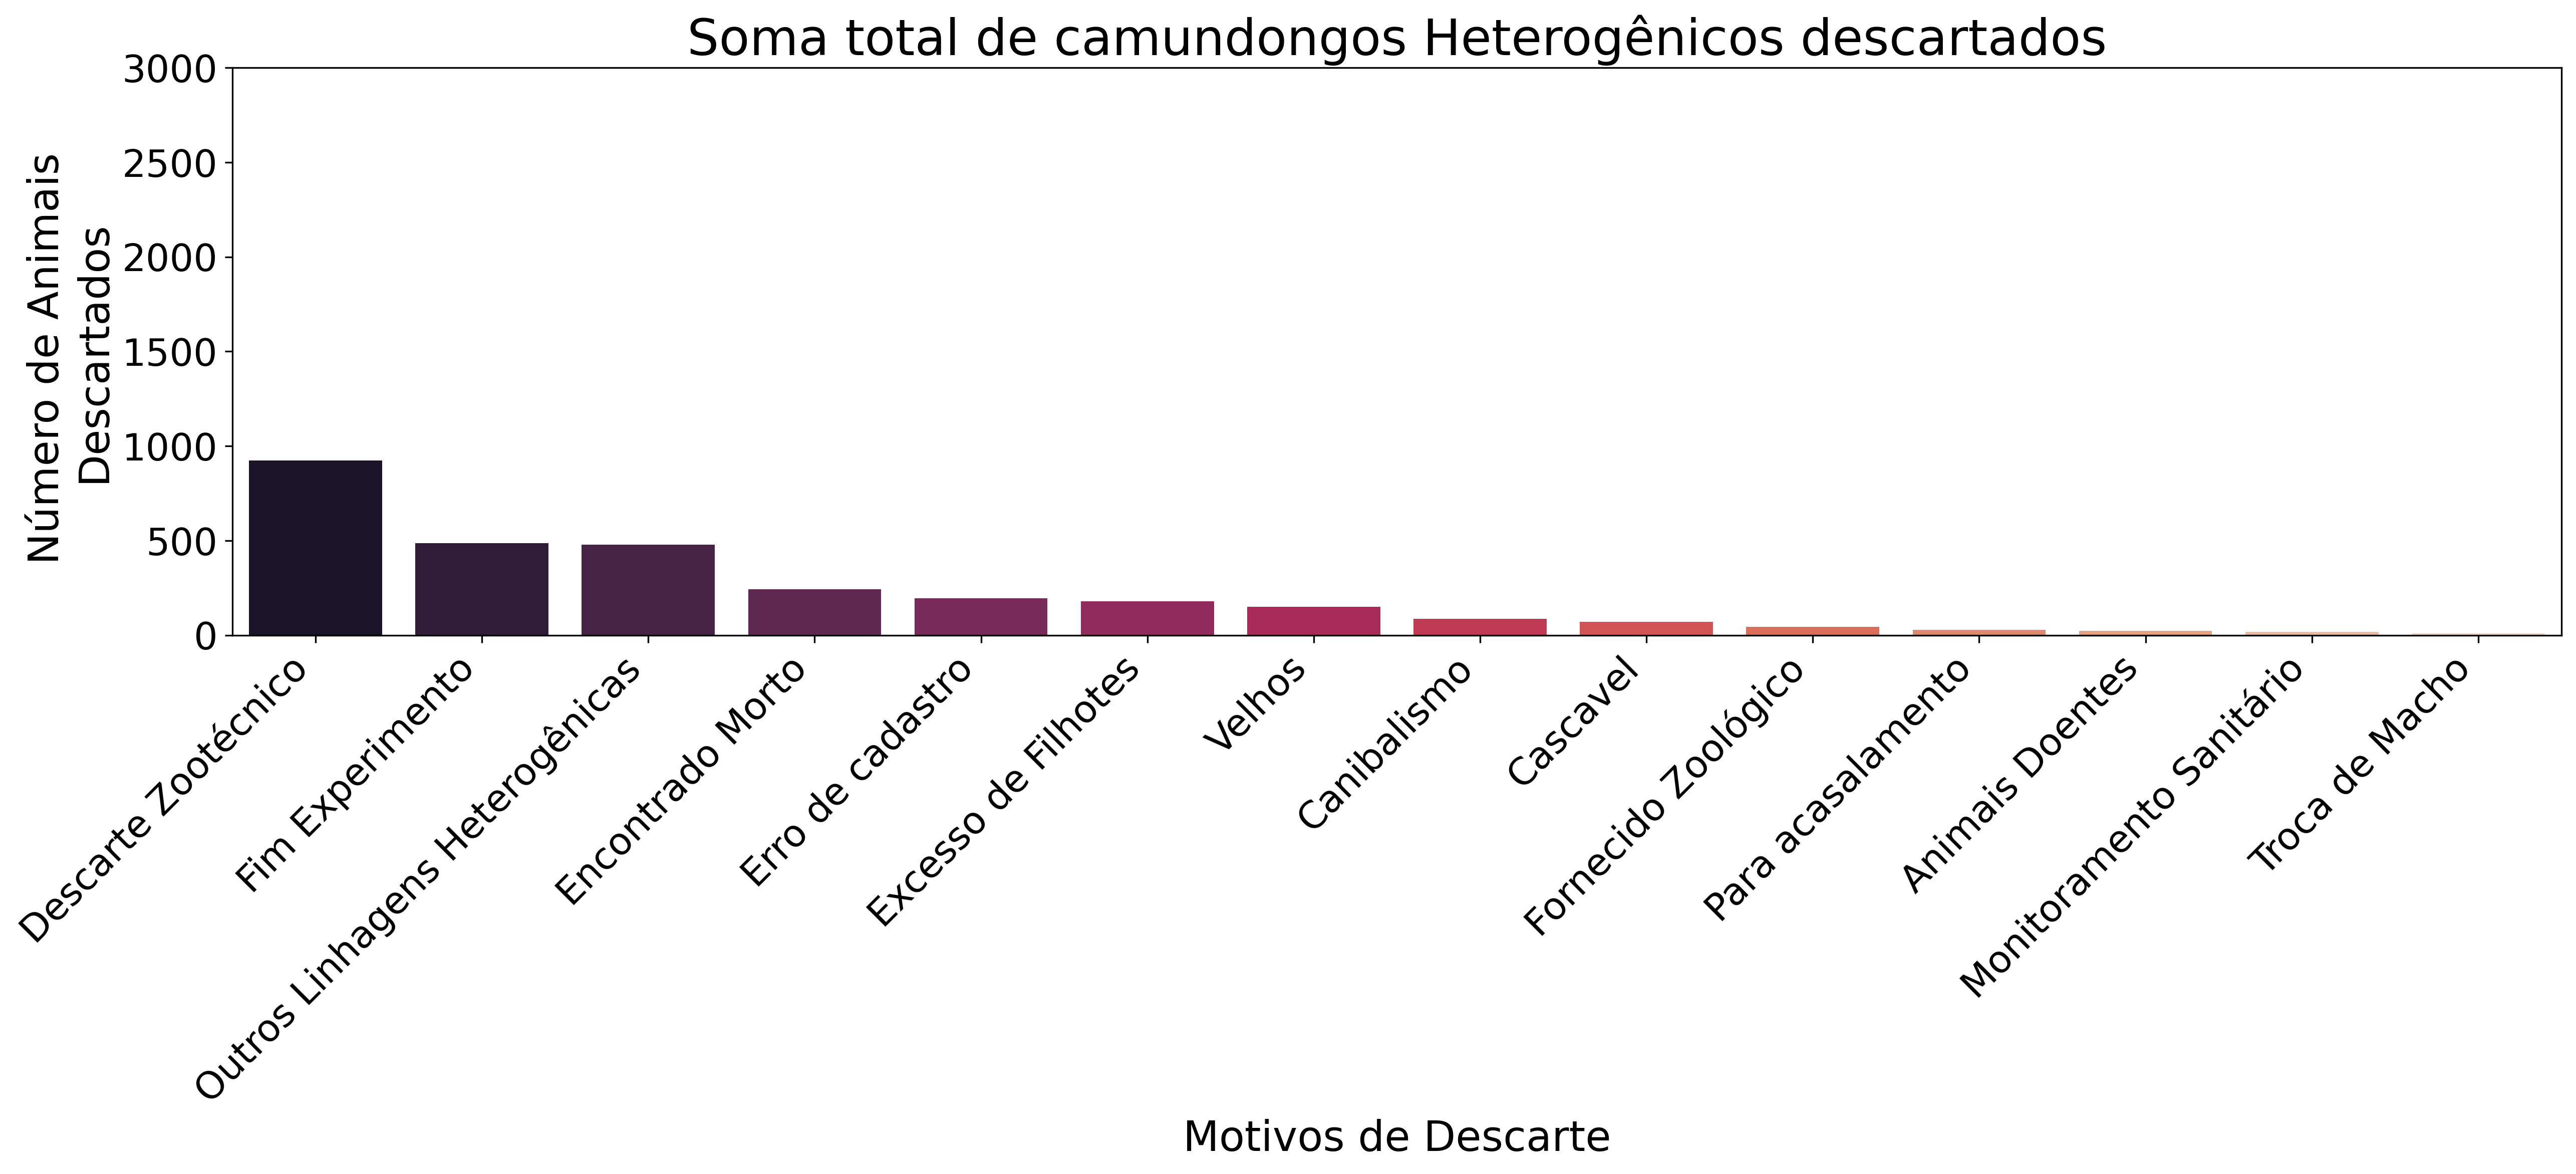 Soma total de camundongos Heterogênicos descartados
Número de Animais
Descartados
3000
2500
2000
1500
1000
500
0
Descarte Zootécnico
Fim Experimento
Outros Linhagens Heterogênicas
Encontrado Morto
Erro de cadastro
Excesso de Filhotes
Velhos
Canibalismo
Cascavel
Fornecido Zoológico
Para acasalamento
Animais Doentes
Monitoramento Sanitário
Troca de Macho
Motivos de Descarte